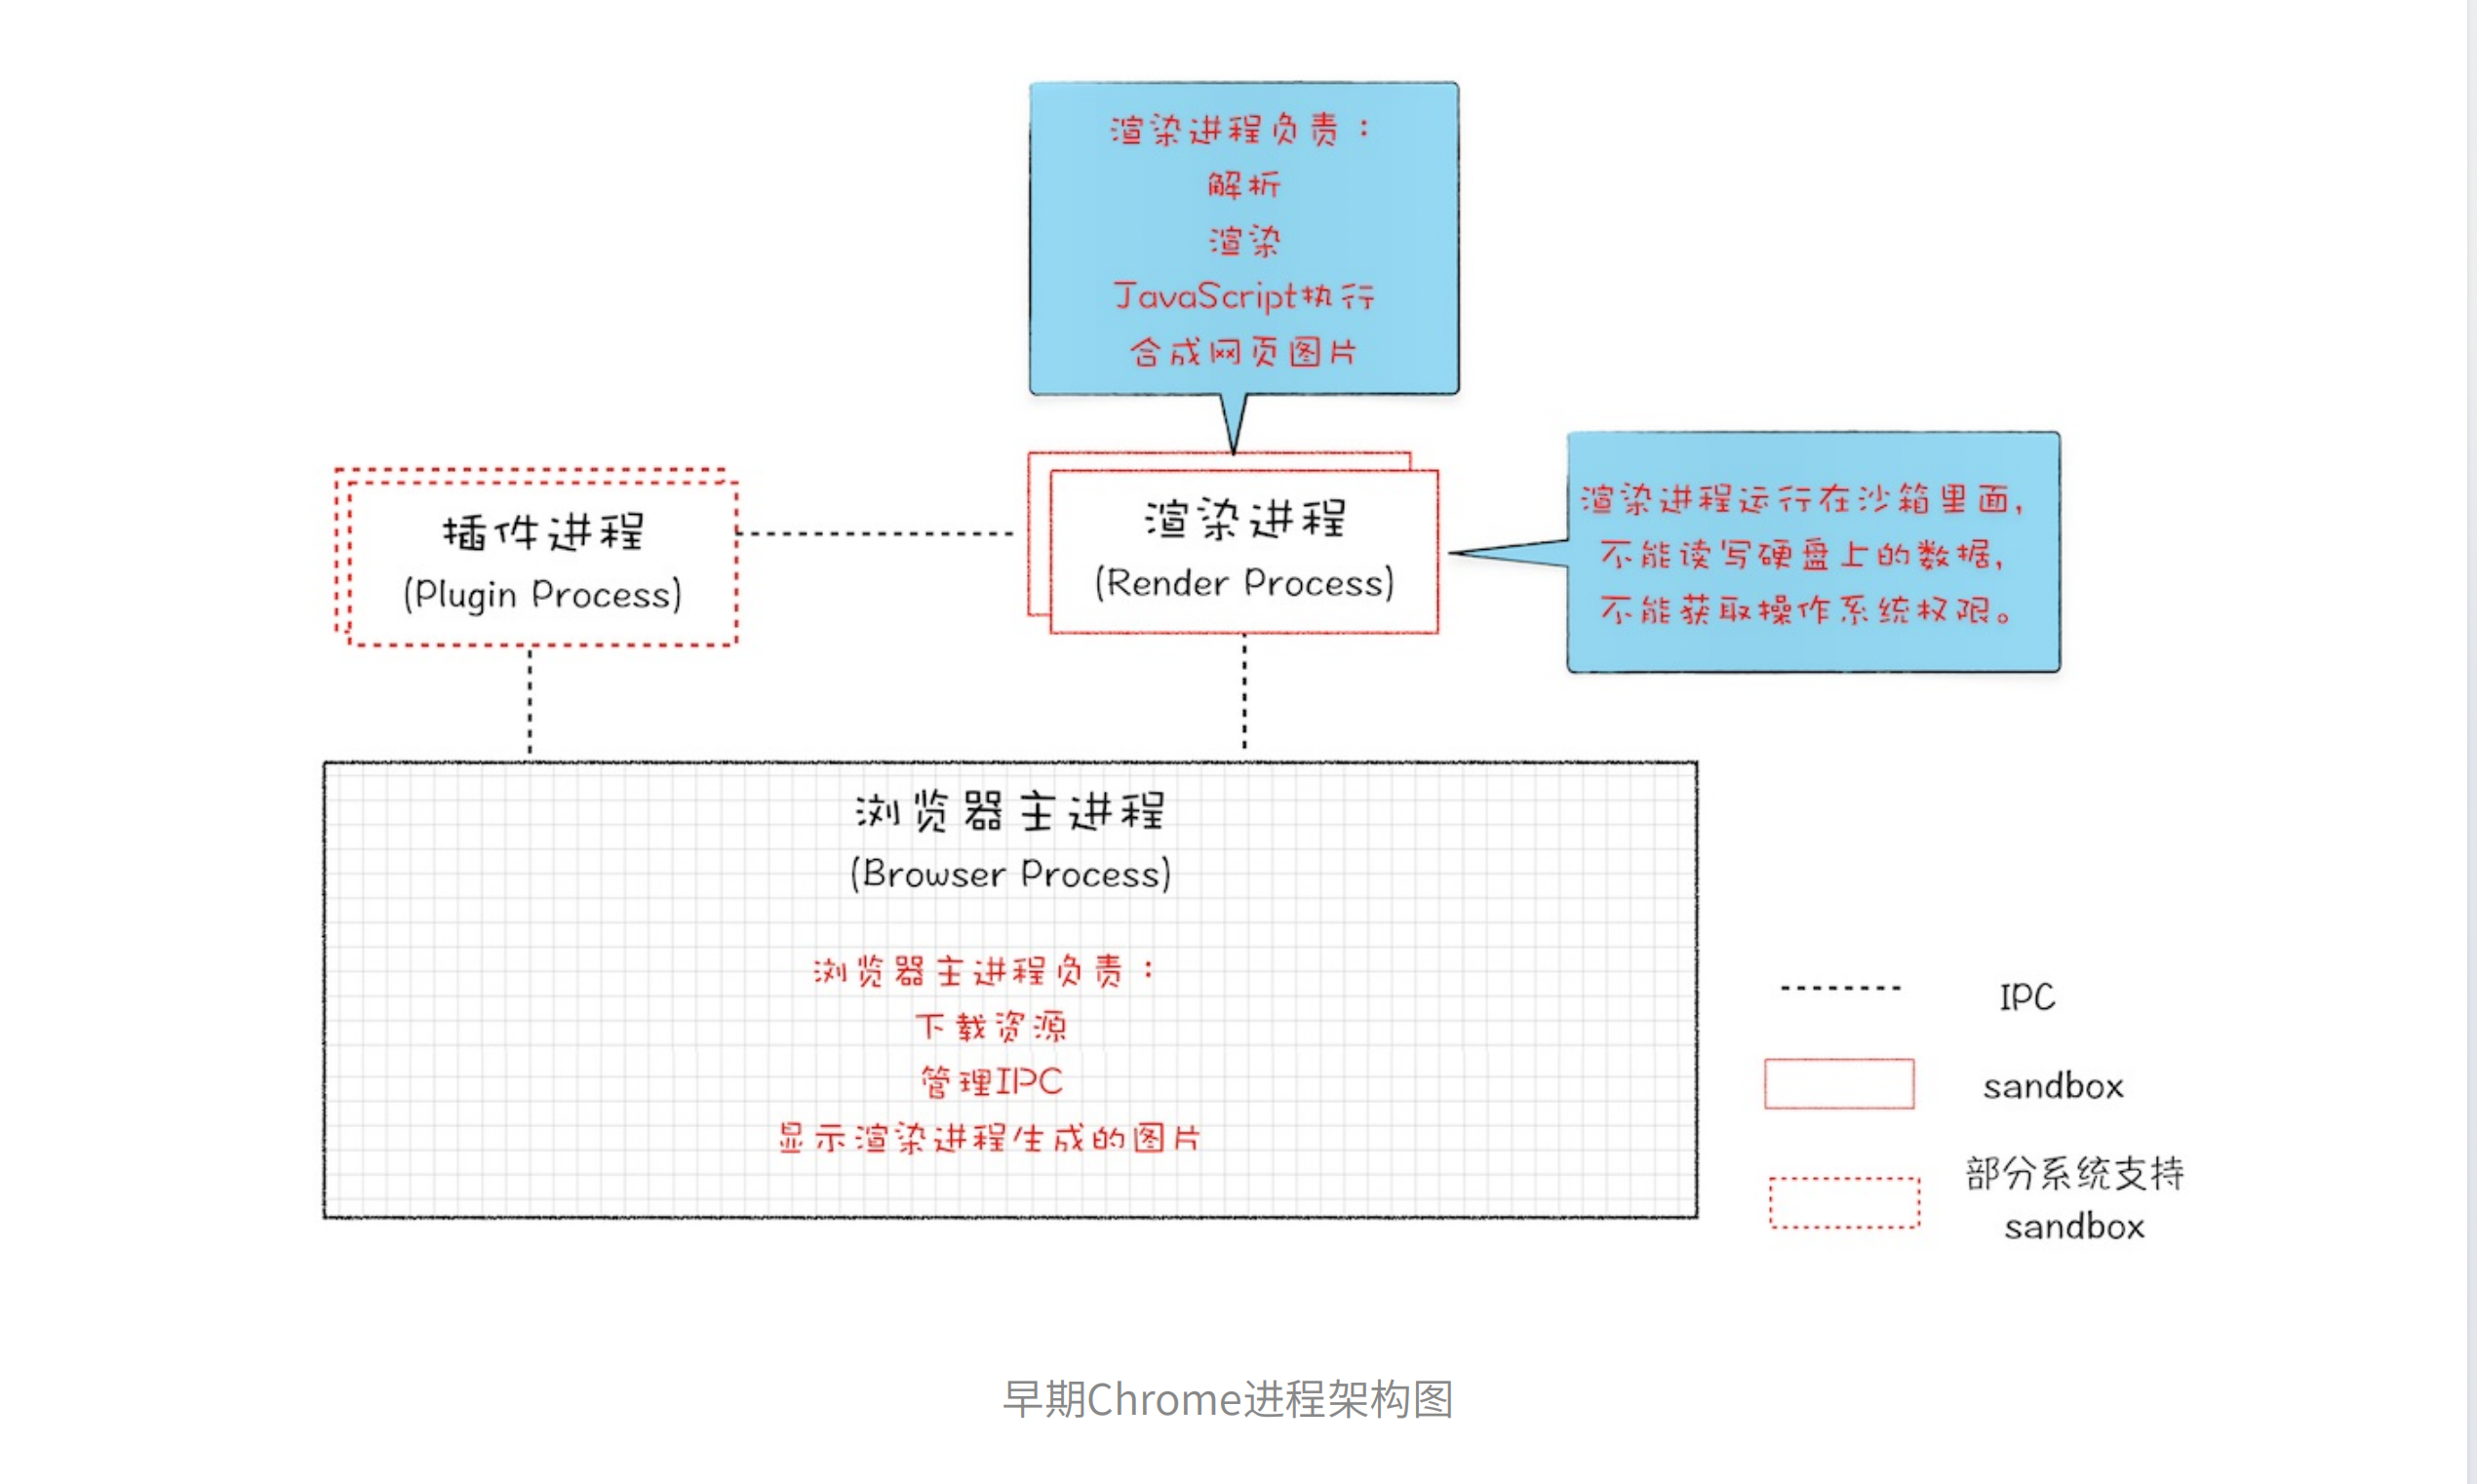 渲染进程负责：
解析
渲染
JavaScript执行
合成网页图片
插件进程
(Plugin Process)
渲染进程
(Render Process)
渲染进程运行在沙箱里面，
不能读写硬盘上的数据，
不能获取操作系统权限。
浏览器主进程
(Browser Process)
浏览器主进程负责：
下载资源
管理IPC
显示渲染进程生成的图片
IPC
sandbox
部分系统支持
sandbox
早期Chrome进程架构图